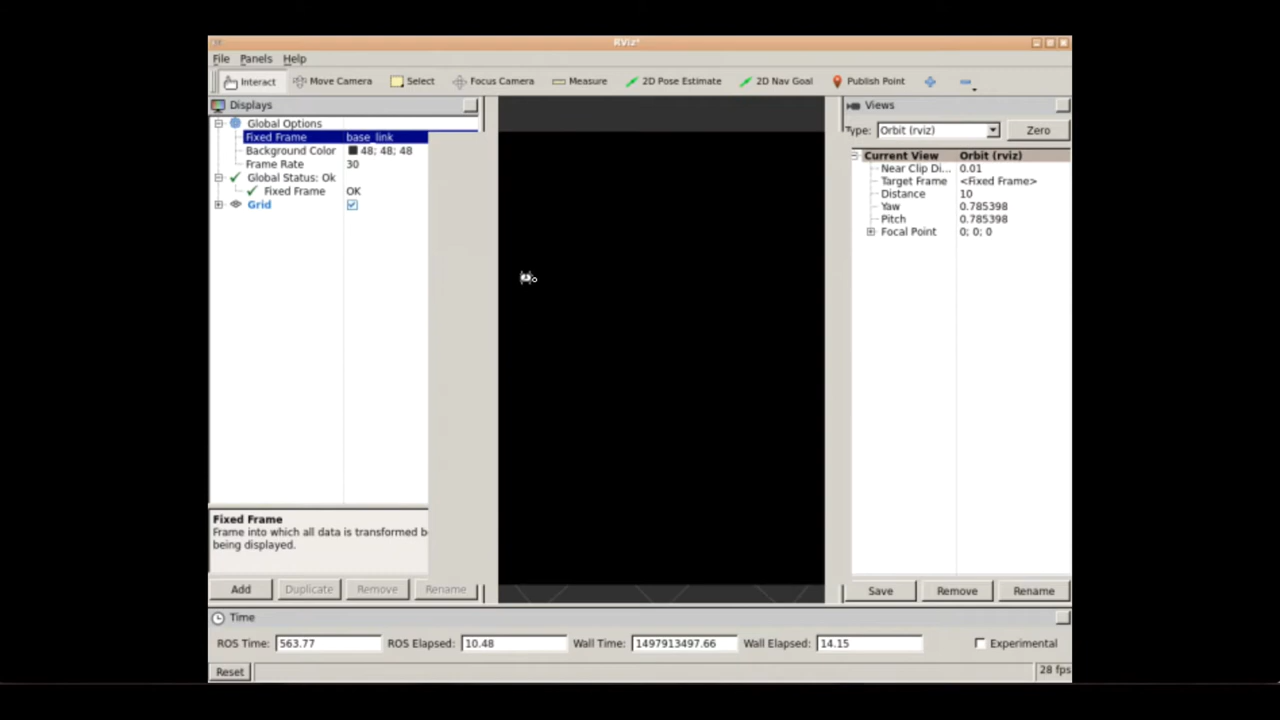 RViz*
File Panels Help
Interact Move Camera Select Focus Camera Measure 2D Pose Estimate 2D Nav Goal Publish Point
Displays
Global Options
Fixed Frame base_link
Background Color 48; 48; 48
Frame Rate 30
Global Status: Ok
Fixed Frame OK
Grid
Fixed Frame
Frame into which all data is transformed b
being displayed.
Add Duplicate Remove Rename
Views
Type: Orbit (rviz) Zero
Current View Orbit (rviz)
Near Clip Di... 0.01
Target Frame <Fixed Frame>
Distance 10
Yaw 0.785398
Pitch 0.785398
Focal Point 0; 0; 0
Save Remove Rename
Time
ROS Time: 563.77 ROS Elapsed: 10.48 Wall Time: 1497913497.66 Wall Elapsed: 14.15 Experimental
Reset 28 fps